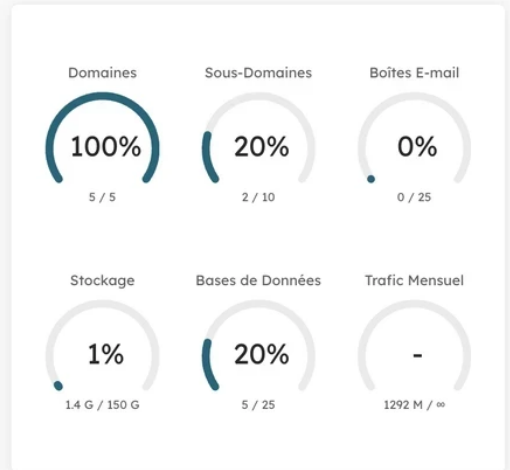 Domaines
100%
5 / 5
Sous-Domaines
20%
2 / 10
Boîtes E-mail
0%
0 / 25
Stockage
1%
1.4 G / 150 G
Bases de Données
20%
5 / 25
Trafic Mensuel
-
1292 M / ∞